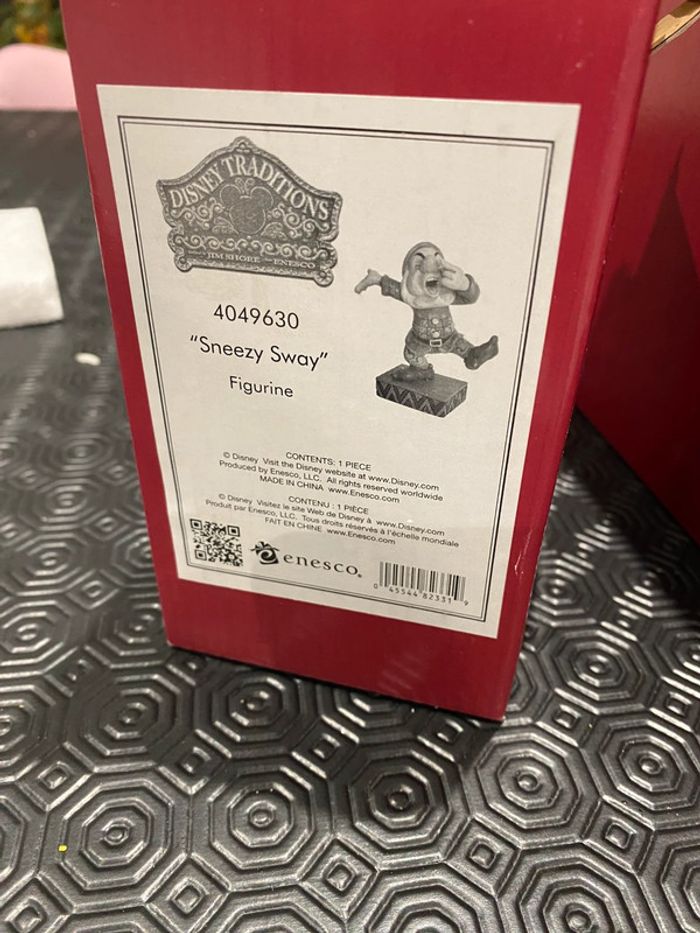 DISNEY TRADITIONS
JIM SHORE ENESCO
4049630
"Sneezy Sway"
Figurine
CONTENTS: 1 PIECE
© Disney Visit the Disney website at www.Disney.com
Produced by Enesco, LLC. All rights reserved worldwide
MADE IN CHINA www.Enesco.com
CONTENU : 1 PIÈCE
© Disney Visitez le site Web de Disney à www.Disney.com
Produit par Enesco, LLC. Tous droits réservés à l'échelle mondiale
FAIT EN CHINE www.Enesco.com
enesco®
0 45544 82331 9